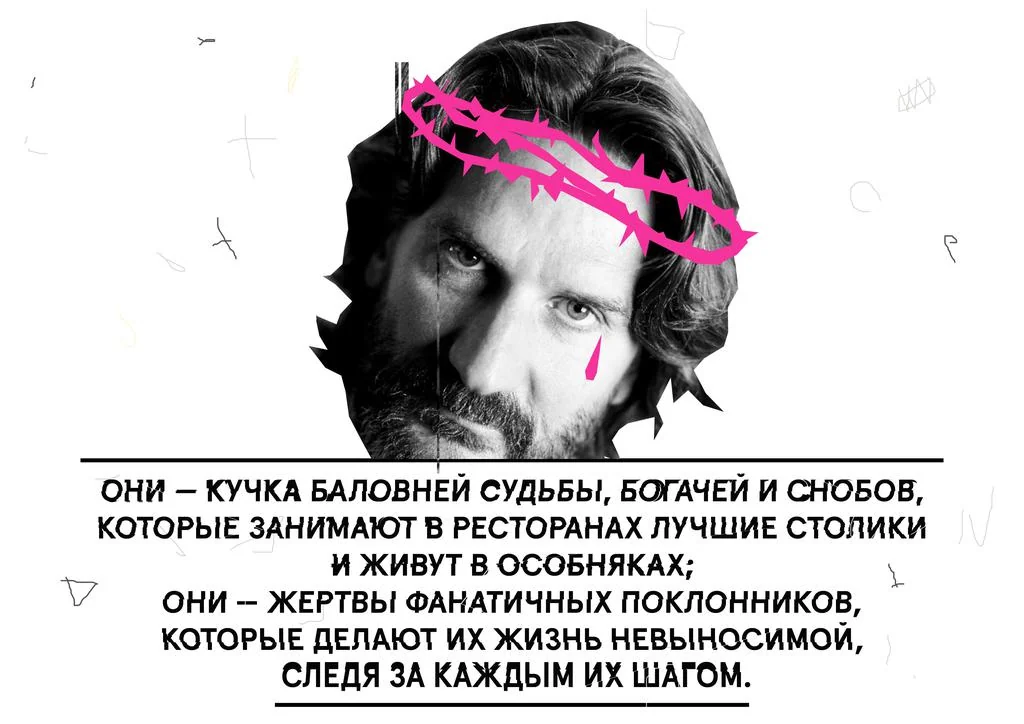 ОНИ — КУЧКА БАЛОВНЕЙ СУДЬБЫ, БОГАЧЕЙ И СНОБОВ,
КОТОРЫЕ ЗАНИМАЮТ В РЕСТОРАНАХ ЛУЧШИЕ СТОЛИКИ
И ЖИВУТ В ОСОБНЯКАХ;
ОНИ -- ЖЕРТВЫ ФАНАТИЧНЫХ ПОКЛОННИКОВ,
КОТОРЫЕ ДЕЛАЮТ ИХ ЖИЗНЬ НЕВЫНОСИМОЙ,
СЛЕДЯ ЗА КАЖДЫМ ИХ ШАГОМ.